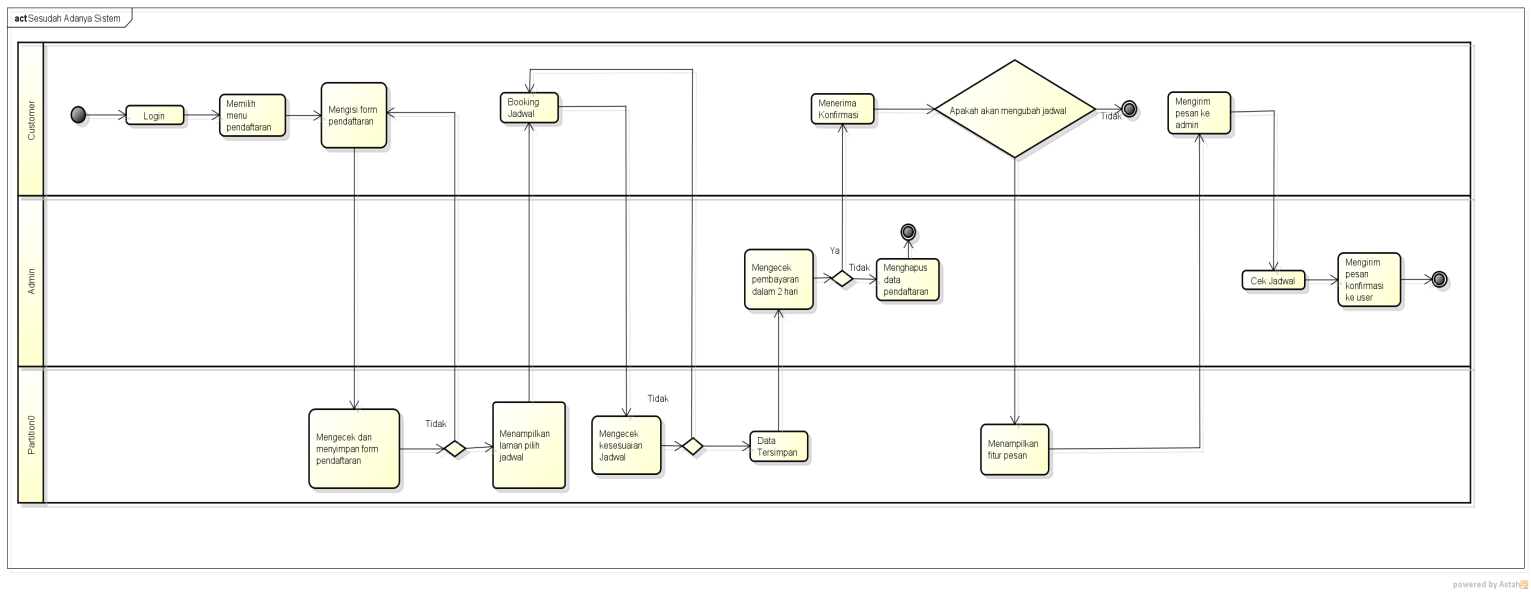 act Sesudah Adanya Sistem
Customer
Login
Memilih
menu
pendaftaran
Mengisi form
pendaftaran
Booking
Jadwal
Menerima
Konfirmasi
Apakah akan mengubah jadwal
Tidak
Mengirim
pesan ke
admin
Admin
Mengecek
pembayaran
dalam 2 hari
Ya
Tidak
Menghapus
data
pendaftaran
Cek Jadwal
Mengirim
pesan
konfirmasi
ke user
Partition0
Mengecek dan
menyimpan form
pendaftaran
Tidak
Menampilkan
laman pilih
jadwal
Mengecek
kesesuaian
Jadwal
Tidak
Data
Tersimpan
Menampilkan
fitur pesan
powered by Astah